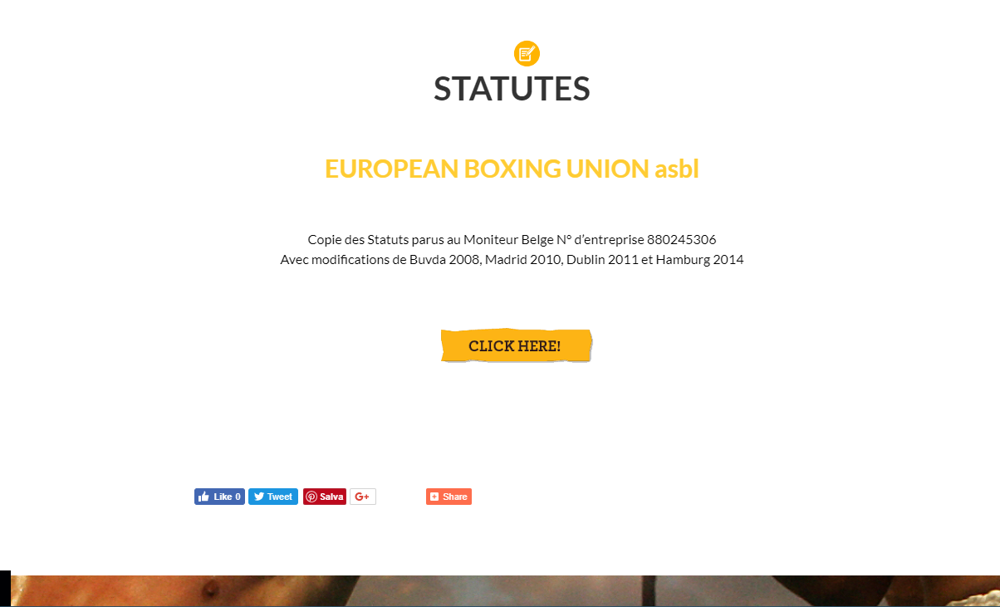 STATUTES
EUROPEAN BOXING UNION asbl
Copie des Statuts parus au Moniteur Belge N° d’entreprise 880245306
Avec modifications de Buvda 2008, Madrid 2010, Dublin 2011 et Hamburg 2014
CLICK HERE!
Like 0 Tweet Salva G+ Share